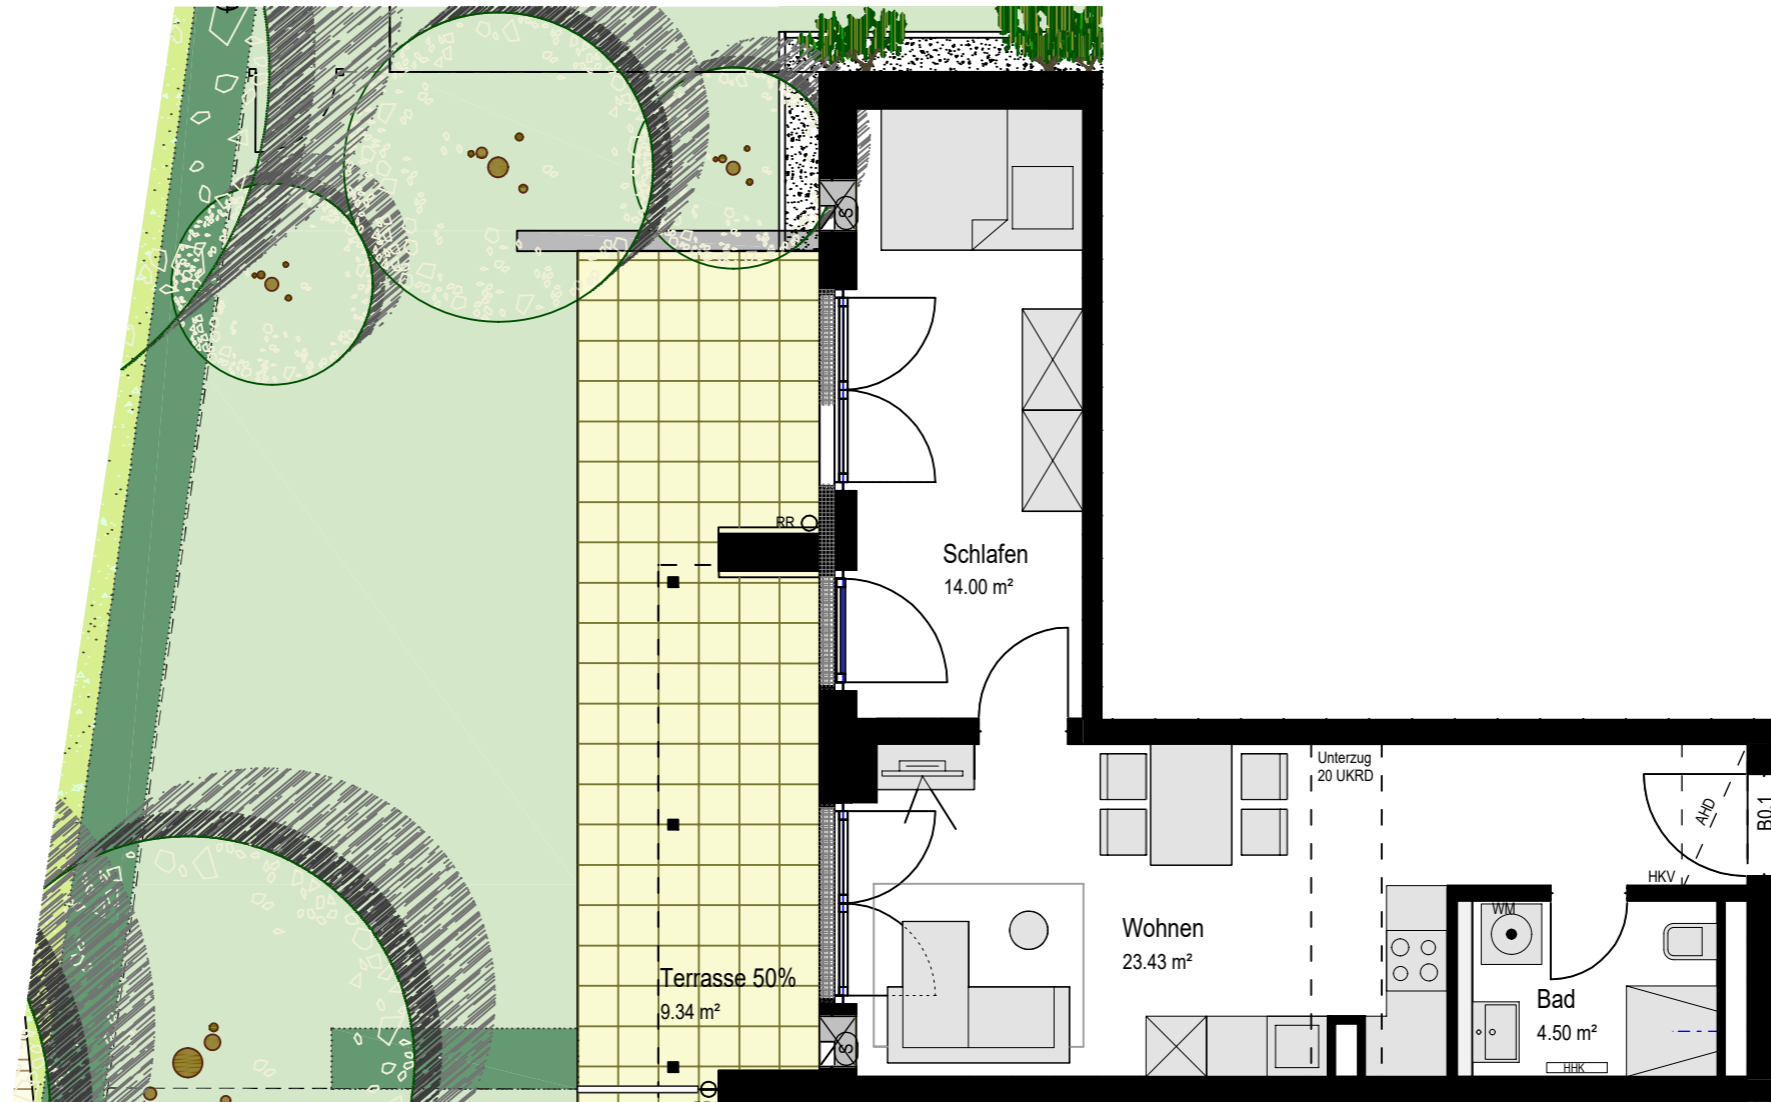 S
RR
Schlafen
14.00 m²
Unterzug
20 UKRD
AHD
B0.1
HKV
WM
Wohnen
23.43 m²
Terrasse 50%
9.34 m²
Bad
4.50 m²
S
HHK